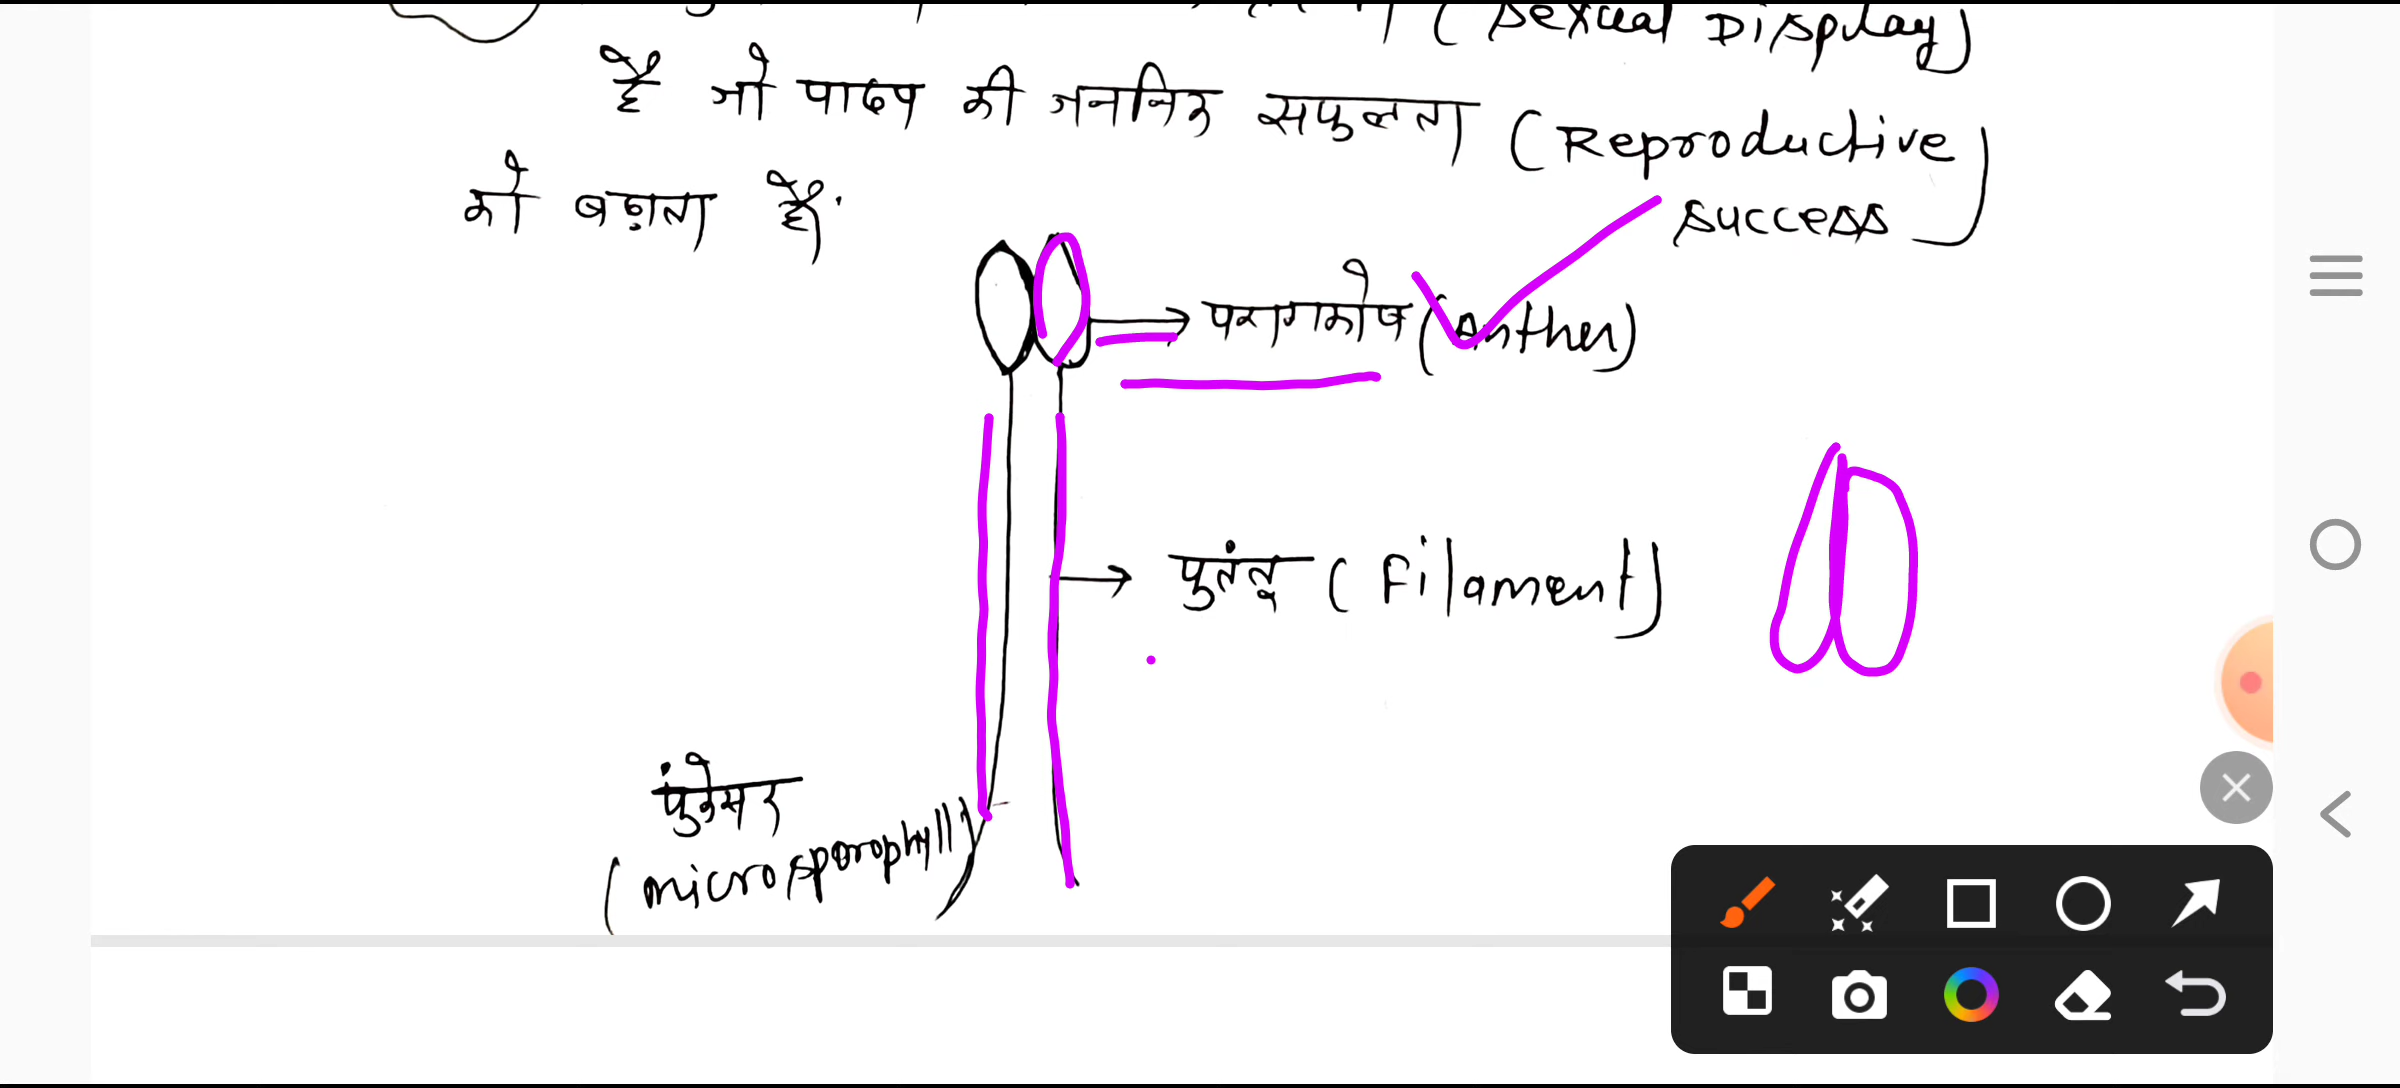 (Sexual Display)
है जो पादप की जननिक सफलता (Reproductive
को बढ़ाता है। success)
परागकोष (Anther)
पुतंतू (Filament)
पुंकेसर
(microsporophyll)